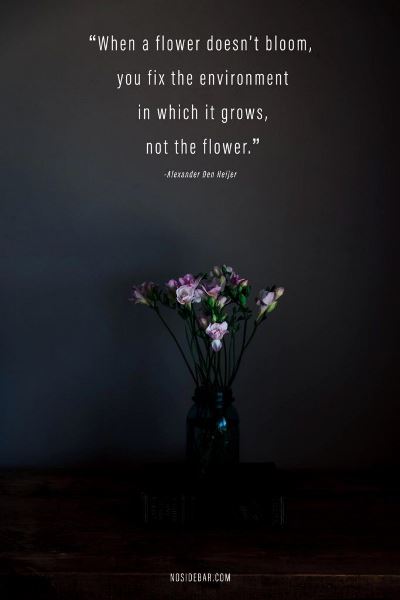 “When a flower doesn't bloom,
you fix the environment
in which it grows,
not the flower.”
-Alexander Den Heijer
NOSIDEBAR.COM